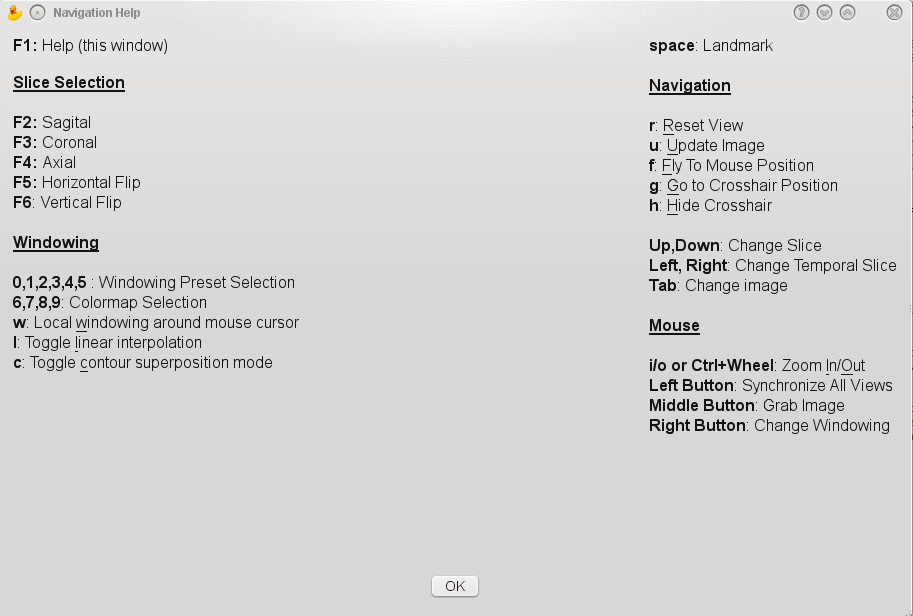 Navigation Help
F1: Help (this window)
Slice Selection
F2: Sagital
F3: Coronal
F4: Axial
F5: Horizontal Flip
F6: Vertical Flip
Windowing
0,1,2,3,4,5 : Windowing Preset Selection
6,7,8,9: Colormap Selection
w: Local windowing around mouse cursor
l: Toggle linear interpolation
c: Toggle contour superposition mode
space: Landmark
Navigation
r: Reset View
u: Update Image
f: Fly To Mouse Position
g: Go to Crosshair Position
h: Hide Crosshair
Up,Down: Change Slice
Left, Right: Change Temporal Slice
Tab: Change image
Mouse
i/o or Ctrl+Wheel: Zoom In/Out
Left Button: Synchronize All Views
Middle Button: Grab Image
Right Button: Change Windowing
OK